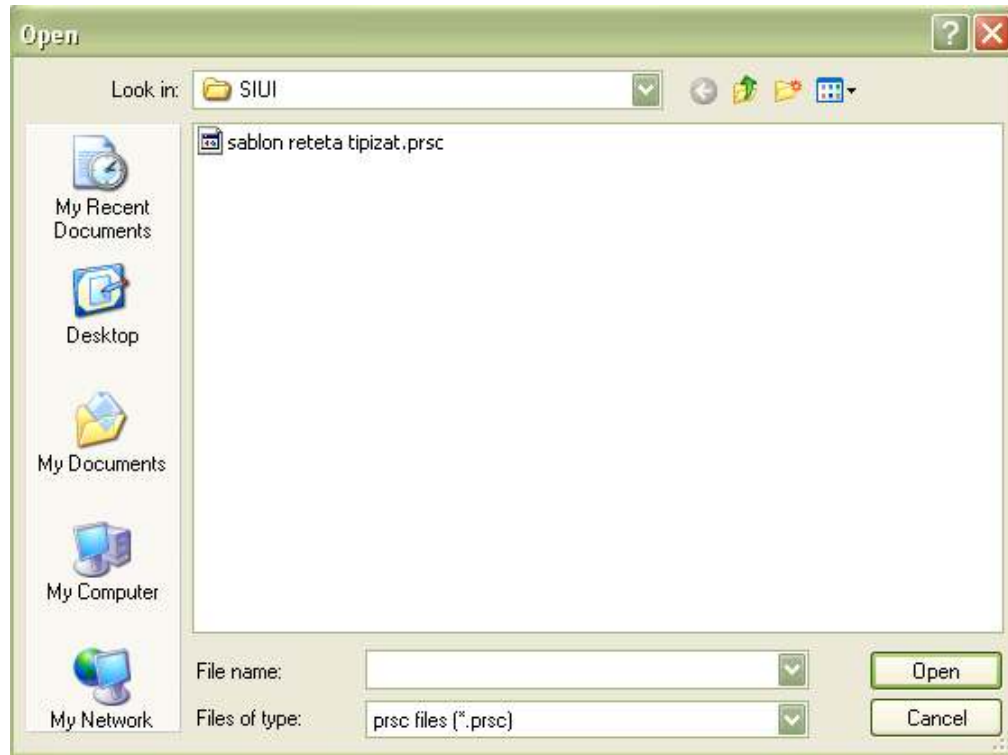 Open
Look in:
SIUI
sablon reteta tipizat.prsc
My Recent
Documents
Desktop
My Documents
My Computer
My Network
File name:
Open
Files of type:
prsc files (*.prsc)
Cancel